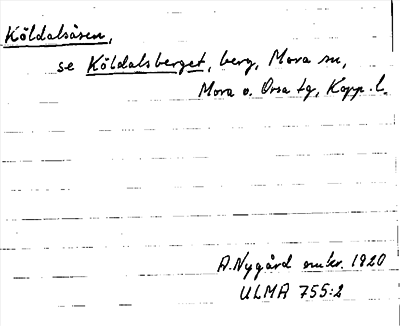 Köldalsåsen,
se Köldalsberget, berg, Mora sn,
Mora o. Orsa tg, Kopp. l.
A. Nygård omkr. 1920
ULMA 755:2